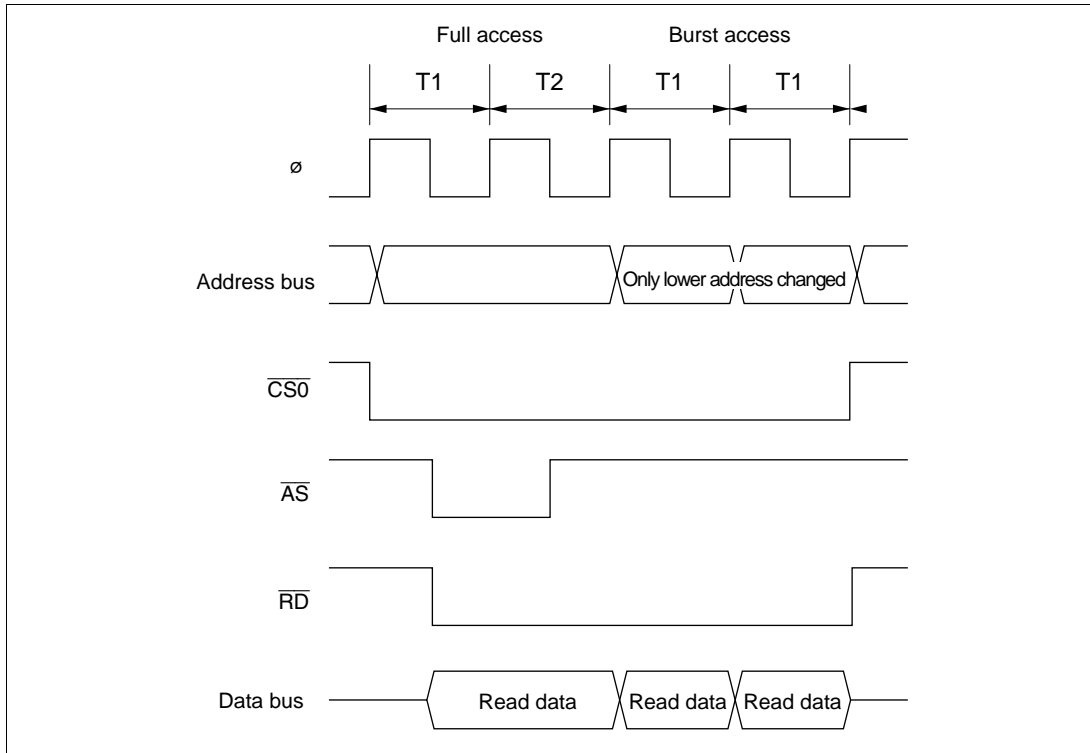 Full access Burst access
T1 T2 T1 T1
ø
Address bus Only lower address changed
CS0
AS
RD
Data bus Read data Read data Read data